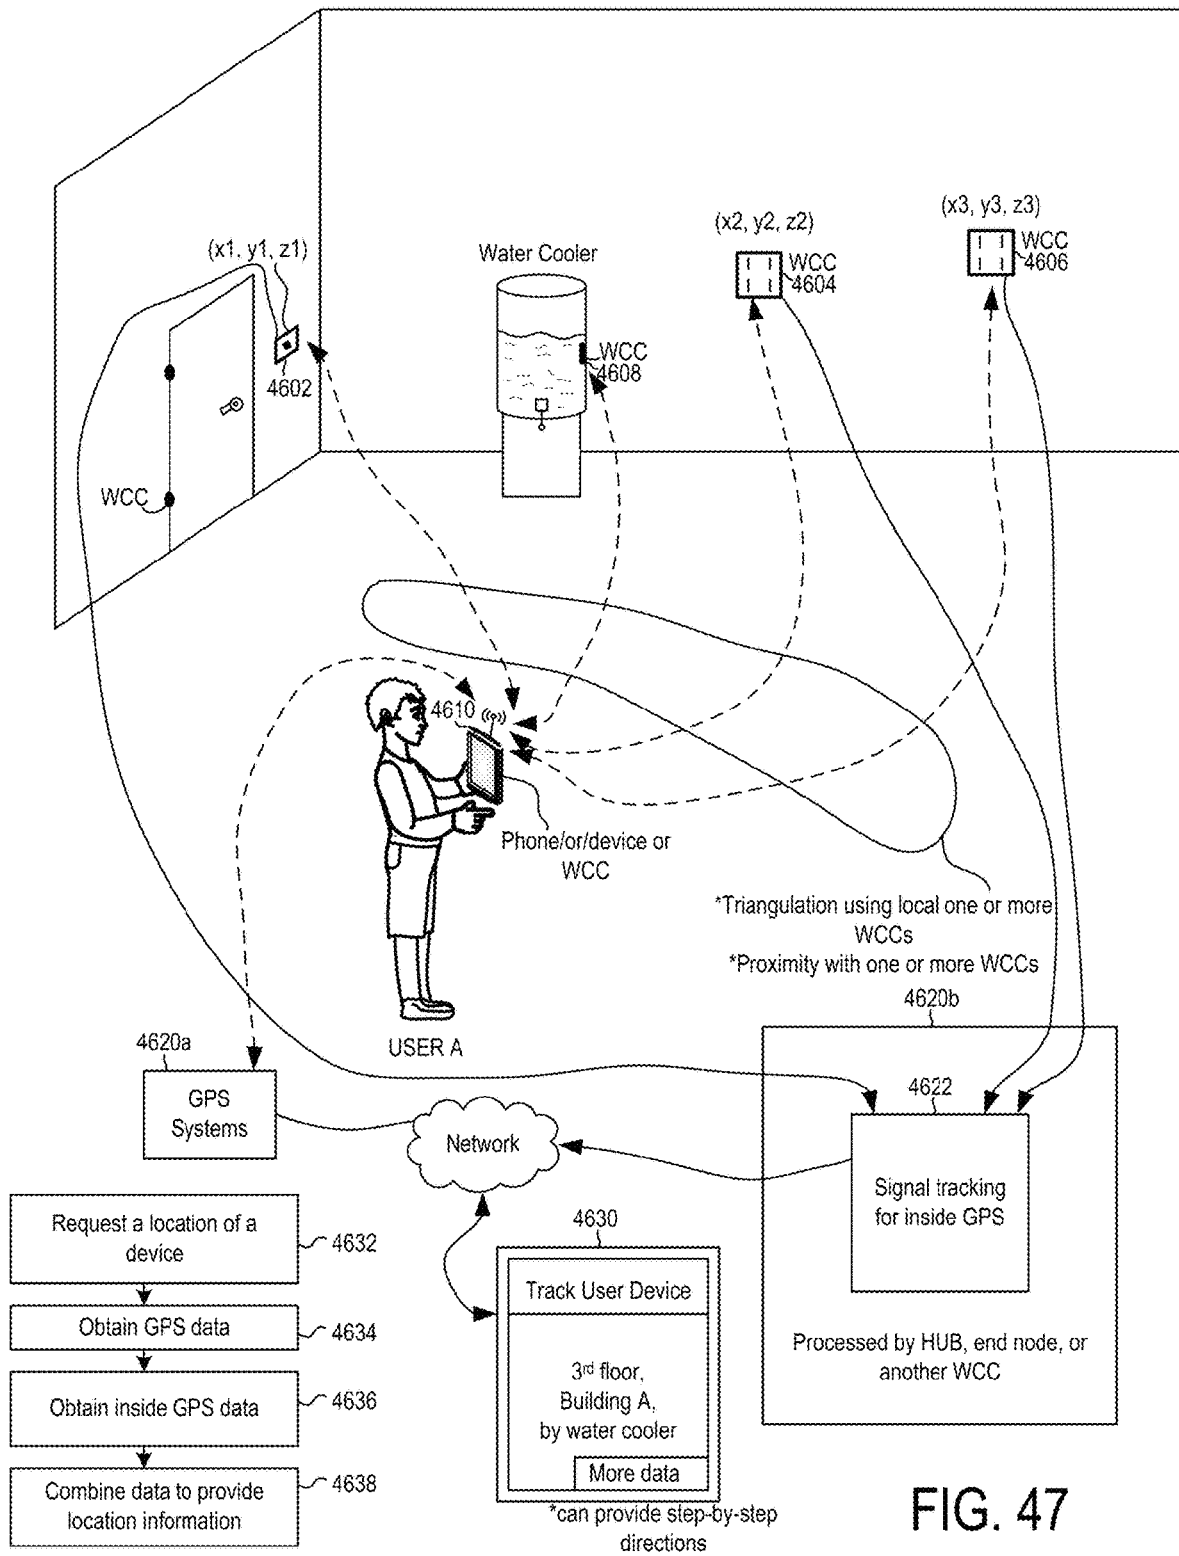 (x3, y3, z3)
(x2, y2, z2)
WCC
4606
(x1, y1, z1)
Water Cooler
WCC
4604
WCC
4608
4602
WCC
4610
Phone/or/device or
WCC
*Triangulation using local one or more
WCCs
*Proximity with one or more WCCs
4620b
USER A
4620a
GPS
Systems
Network
4622
Signal tracking
for inside GPS
Processed by HUB, end node, or
another WCC
Request a location of a
device
4632
Obtain GPS data
4634
Obtain inside GPS data
4636
Combine data to provide
location information
4638
4630
Track User Device
3rd floor,
Building A,
by water cooler
More data
*can provide step-by-step
directions
FIG. 47